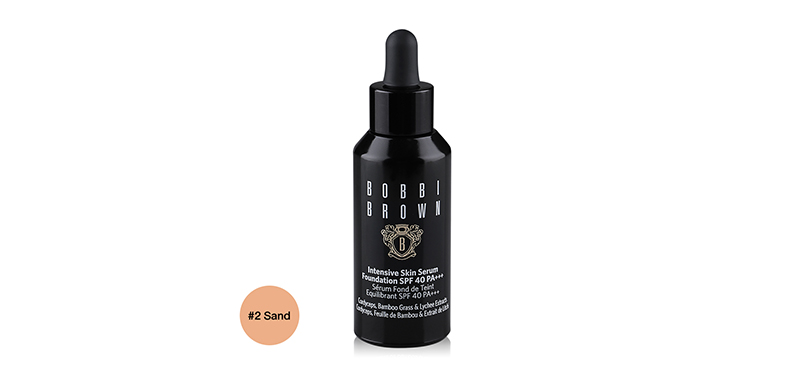 BOBBI
BROWN
B
Intensive Skin Serum
Foundation SPF 40 PA+++
Sérum Fond de Teint
Equilibrant SPF 40 PA+++
Cordyceps, Bamboo Grass & Lychee Extracts
Cordyceps, Feuille de Bambou & Extrait de Litchi
#2 Sand